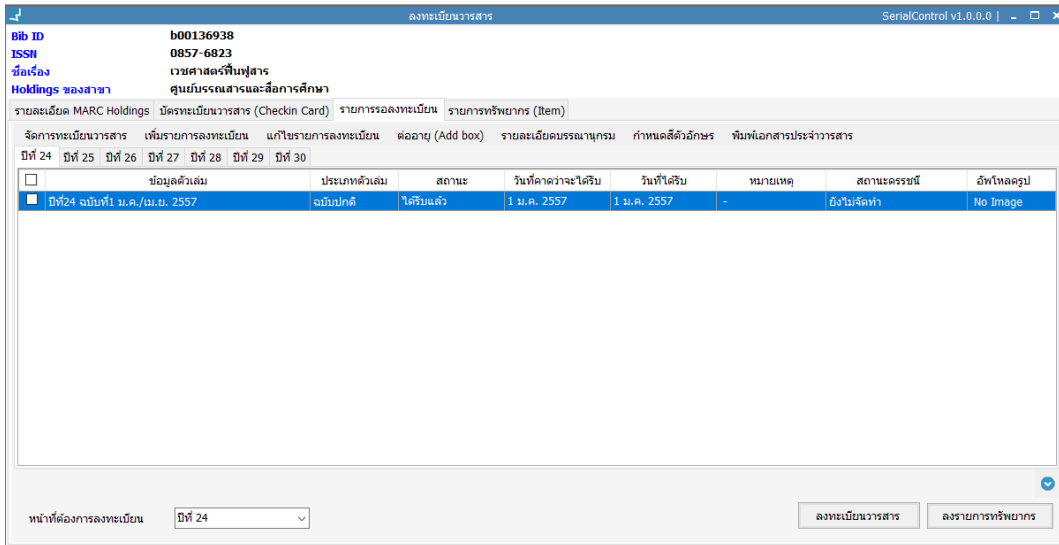 ลงทะเบียนวารสาร SerialControl v1.0.0.0 |
Bib ID b00136938
ISSN 0857-6823
ชื่อเรื่อง เวชศาสตร์ฟื้นฟูสาร
Holdings ของสาขา ศูนย์บรรณสารและสื่อการศึกษา
รายละเอียด MARC Holdings บัตรทะเบียนวารสาร (Checkin Card) รายการรอลงทะเบียน รายการทรัพยากร (Item)
จัดการทะเบียนวารสาร เพิ่มรายการลงทะเบียน แก้ไขรายการลงทะเบียน ต่ออายุ (Add box) รายละเอียดบรรณานุกรม กำหนดสีตัวอักษร พิมพ์เอกสารประจำวารสาร
ปีที่ 24 ปีที่ 25 ปีที่ 26 ปีที่ 27 ปีที่ 28 ปีที่ 29 ปีที่ 30
ข้อมูลตัวเล่ม ประเภทตัวเล่ม สถานะ วันที่คาดว่าจะได้รับ วันที่ได้รับ หมายเหตุ สถานะดรรชนี อัพโหลดรูป
ปีที่24 ฉบับที่1 ม.ค./เม.ย. 2557 ฉบับปกติ ได้รับแล้ว 1 ม.ค. 2557 1 ม.ค. 2557 - ยังไม่จัดทำ No Image
หน้าที่ต้องการลงทะเบียน ปีที่ 24 ลงทะเบียนวารสาร ลงรายการทรัพยากร